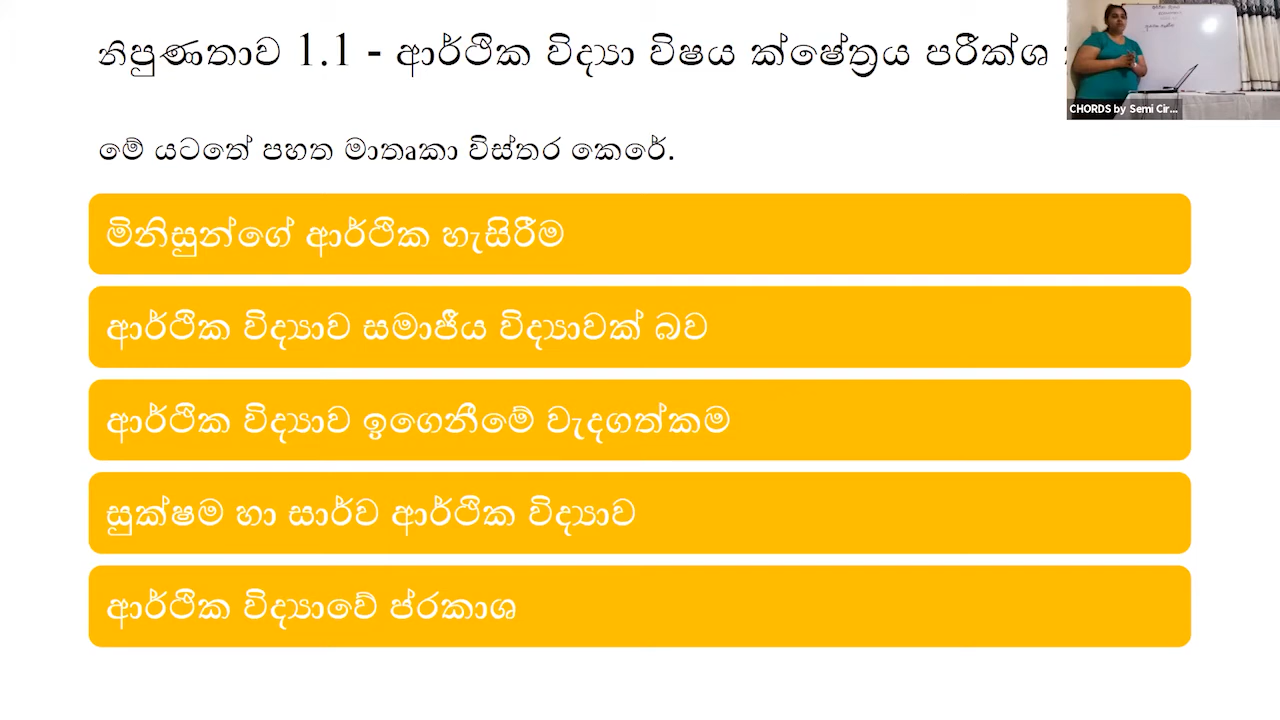 නිපුණතාව 1.1 - ආර්ථික විද්‍යා විෂය ක්ෂේත්‍රය පරීක්ශ
CHORDS by Semi Cir...
මේ යටතේ පහත මාතෘකා විස්තර කෙරේ.
මිනිසුන්ගේ ආර්ථික හැසිරීම
ආර්ථික විද්‍යාව සමාජීය විද්‍යාවක් බව
ආර්ථික විද්‍යාව ඉගෙනීමේ වැදගත්කම
සුක්ෂම හා සාර්ව ආර්ථික විද්‍යාව
ආර්ථික විද්‍යාවේ ප්රකාශ